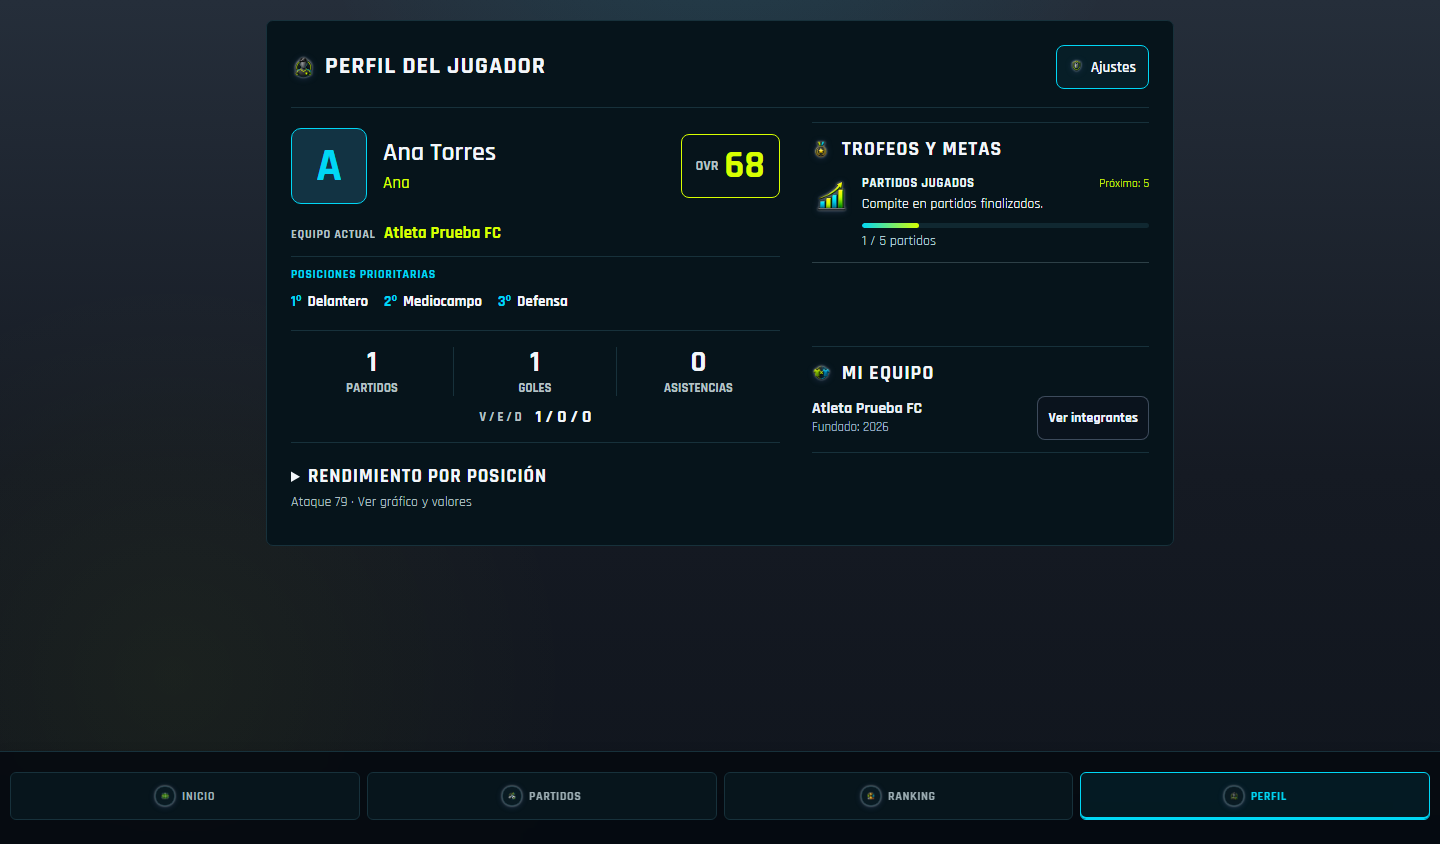 PERFIL DEL JUGADOR
Ajustes
A
Ana Torres
Ana
OVR 68
EQUIPO ACTUAL Atleta Prueba FC
POSICIONES PRIORITARIAS
1º Delantero 2º Mediocampo 3º Defensa
1
PARTIDOS
1
GOLES
0
ASISTENCIAS
V/E/D 1/0/0
RENDIMIENTO POR POSICIÓN
Ataque 79 · Ver gráfico y valores
TROFEOS Y METAS
PARTIDOS JUGADOS
Próxima: 5
Compite en partidos finalizados.
1 / 5 partidos
MI EQUIPO
Atleta Prueba FC
Fundado: 2026
Ver integrantes
INICIO
PARTIDOS
RANKING
PERFIL